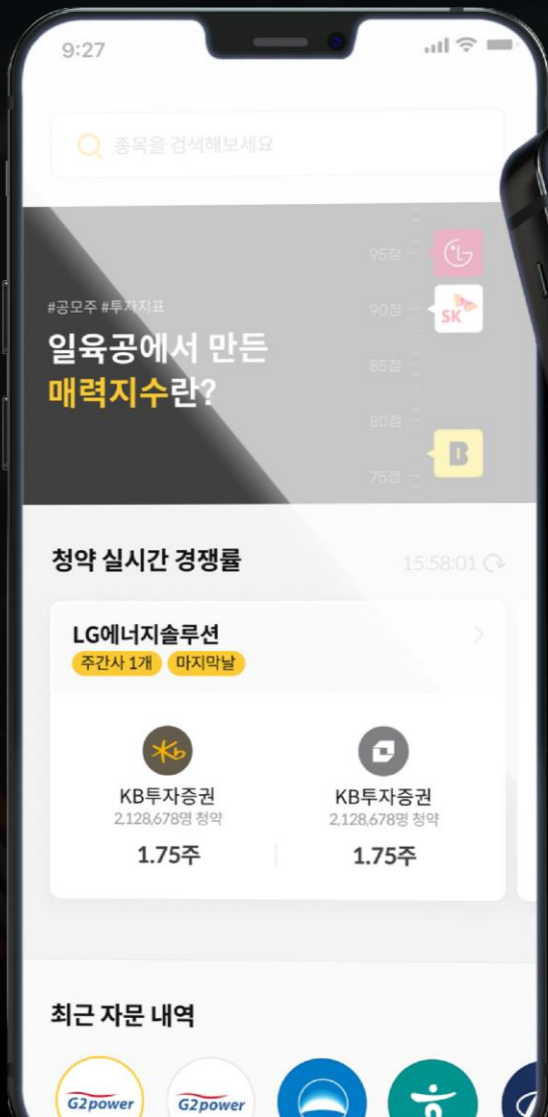 9:27
종목을 검색해보세요
#공모주 #투자지표
일육공에서 만든
매력지수란?
95점
90점
85점
80점
75점
LG
SK
B
청약 실시간 경쟁률
15:58:01
LG에너지솔루션
주간사 1개 마지막날
KB투자증권
2,128,678명 청약
1.75주
KB투자증권
2,128,678명 청약
1.75주
최근 자문 내역
G2power
G2power